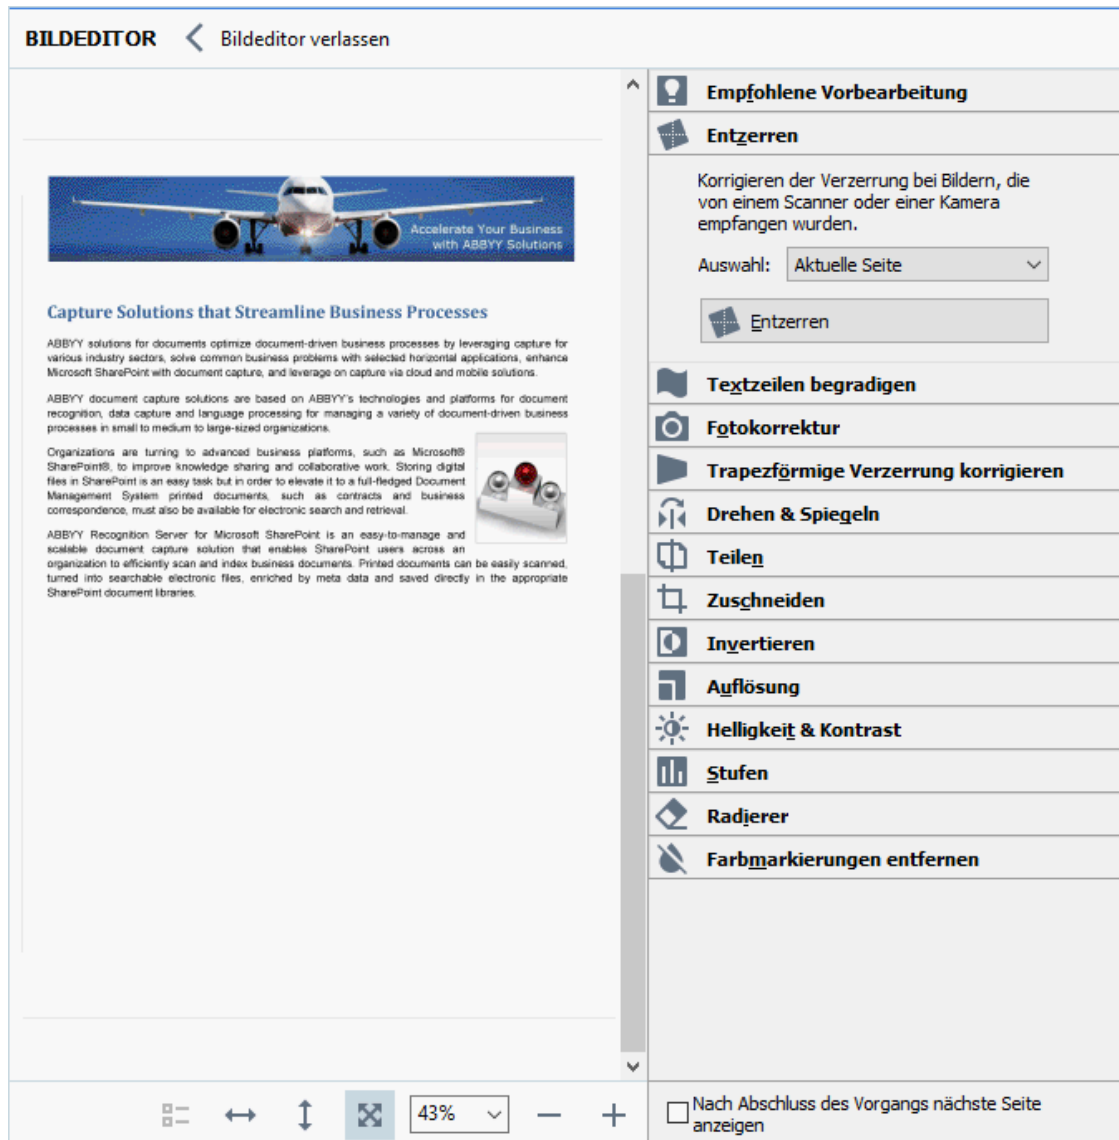 BILDEDITOR Bildeditor verlassen
Accelerate Your Business
with ABBYY Solutions
Capture Solutions that Streamline Business Processes
ABBYY solutions for documents optimize document-driven business processes by leveraging capture for
various industry sectors, solve common business problems with selected horizontal applications, enhance
Microsoft SharePoint with document capture, and leverage on capture via cloud and mobile solutions.
ABBYY document capture solutions are based on ABBYY's technologies and platforms for document
recognition, data capture and language processing for managing a variety of document-driven business
processes in small to medium to large-sized organizations.
Organizations are turning to advanced business platforms, such as Microsoft®
SharePoint®, to improve knowledge sharing and collaborative work. Storing digital
files in SharePoint is an easy task but in order to elevate it to a full-fledged Document
Management System printed documents, such as contracts and business
correspondence, must also be available for electronic search and retrieval.
ABBYY Recognition Server for Microsoft SharePoint is an easy-to-manage and
scalable document capture solution that enables SharePoint users across an
organization to efficiently scan and index business documents. Printed documents can be easily scanned,
turned into searchable electronic files, enriched by meta data and saved directly in the appropriate
SharePoint document libraries.
43%
Empfohlene Vorbearbeitung
Entzerren
Korrigieren der Verzerrung bei Bildern, die
von einem Scanner oder einer Kamera
empfangen wurden.
Auswahl: Aktuelle Seite
Entzerren
Textzeilen begradigen
Fotokorrektur
Trapezförmige Verzerrung korrigieren
Drehen & Spiegeln
Teilen
Zuschneiden
Invertieren
Auflösung
Helligkeit & Kontrast
Stufen
Radierer
Farbmarkierungen entfernen
Nach Abschluss des Vorgangs nächste Seite
anzeigen